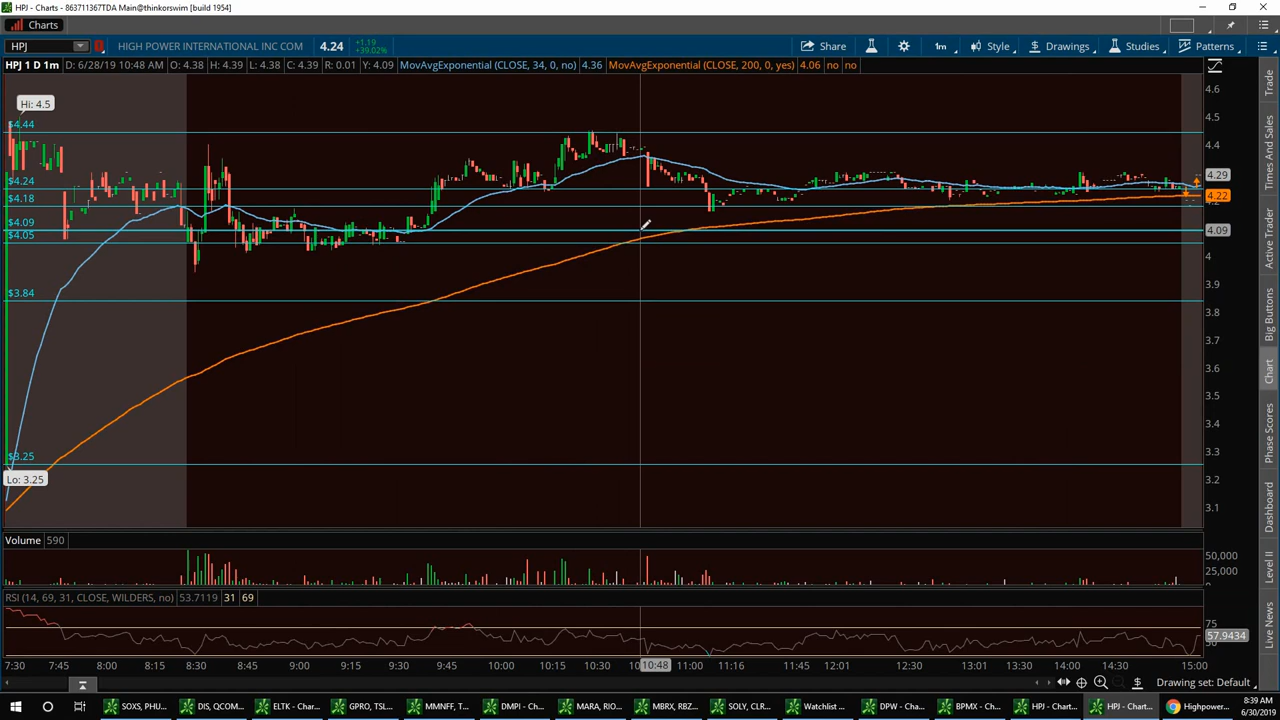 HPJ - Charts - 863711367TDA Main@thinkorswim [build 1954]
Charts
HPJ HIGH POWER INTERNATIONAL INC COM 4.24 +1.19 +39.02% Share 1m Style Drawings Studies Patterns
HPJ 1 D 1m D: 6/28/19 10:48 AM O: 4.38 H: 4.39 L: 4.38 C: 4.39 R: 0.01 Y: 4.09 MovAvgExponential (CLOSE, 34, 0, no) 4.36 MovAvgExponential (CLOSE, 200, 0, yes) 4.06 no no
Hi: 4.5
$4.44
$4.24
$4.18
$4.09
$4.05
$3.84
$3.25
Lo: 3.25
4.6
4.5
4.4
4.3
4.29
4.22
4.09
4
3.9
3.8
3.7
3.6
3.5
3.4
3.3
3.2
3.1
Trade
Times And Sales
Active Trader
Big Buttons
Chart
Phase Scores
Dashboard
Level II
Live News
Volume 590
50,000
25,000
RSI (14, 69, 31, CLOSE, WILDERS, no) 53.7119 31 69
75
57.9434
7:30 7:45 8:00 8:15 8:30 8:45 9:00 9:15 9:30 9:45 10:00 10:15 10:30 10:48 11:00 11:16 11:45 12:01 12:30 13:01 13:30 14:00 14:30 15:00
Drawing set: Default
SOXS, PHU... DIS, QCOM... ELTK - Char... GPRO, TSL... MMNFF, T... DMPI - Ch... MARA, RIO... MBRX, RBZ... SOLY, CLR... Watchlist ... DPW - Cha... BPMX - Ch... HPJ - Chart... HPJ - Chart... Highpower...
8:39 AM
6/30/2019